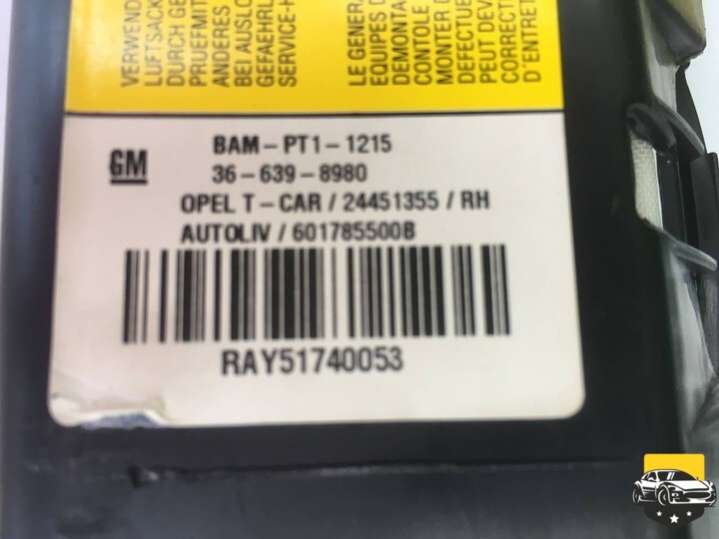 VERWEND
LUFTSACK
DURCH GE
PRUEFMIT
ANDERES
BEI AUSLO
GEFAEHRL
SERVICE-H
LE GENER
EQUIPES D
DEMONTA
CONTOLE
MONTER D
DEFECTUE
PEUT DEV
CORRECT
D'ENTRET
GM
BAM-PT1-1215
36-639-8980
OPEL T-CAR / 24451355 / RH
AUTOLIV / 601785500B
RAY51740053